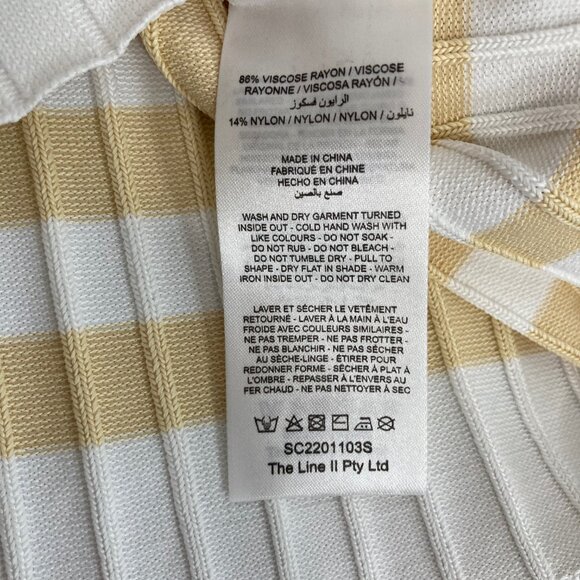 86% VISCOSE RAYON / VISCOSE
RAYONNE / VISCOSA RAYÓN /
الرايون فسكوز
14% NYLON / NYLON / NYLON / نايلون
MADE IN CHINA
FABRIQUÉ EN CHINE
HECHO EN CHINA
صنع بالصين
WASH AND DRY GARMENT TURNED
INSIDE OUT - COLD HAND WASH WITH
LIKE COLOURS - DO NOT SOAK -
DO NOT RUB - DO NOT BLEACH -
DO NOT TUMBLE DRY - PULL TO
SHAPE - DRY FLAT IN SHADE - WARM
IRON INSIDE OUT - DO NOT DRY CLEAN
LAVER ET SÉCHER LE VÊTEMENT
RETOURNÉ - LAVER À LA MAIN À L'EAU
FROIDE AVEC COULEURS SIMILAIRES -
NE PAS TREMPER - NE PAS FROTTER -
NE PAS BLANCHIR - NE PAS SÉCHER
AU SÈCHE-LINGE - ÉTIRER POUR
REDONNER FORME - SÉCHER À PLAT À
L'OMBRE - REPASSER À L'ENVERS AU
FER CHAUD - NE PAS NETTOYER À SEC
SC2201103S
The Line II Pty Ltd